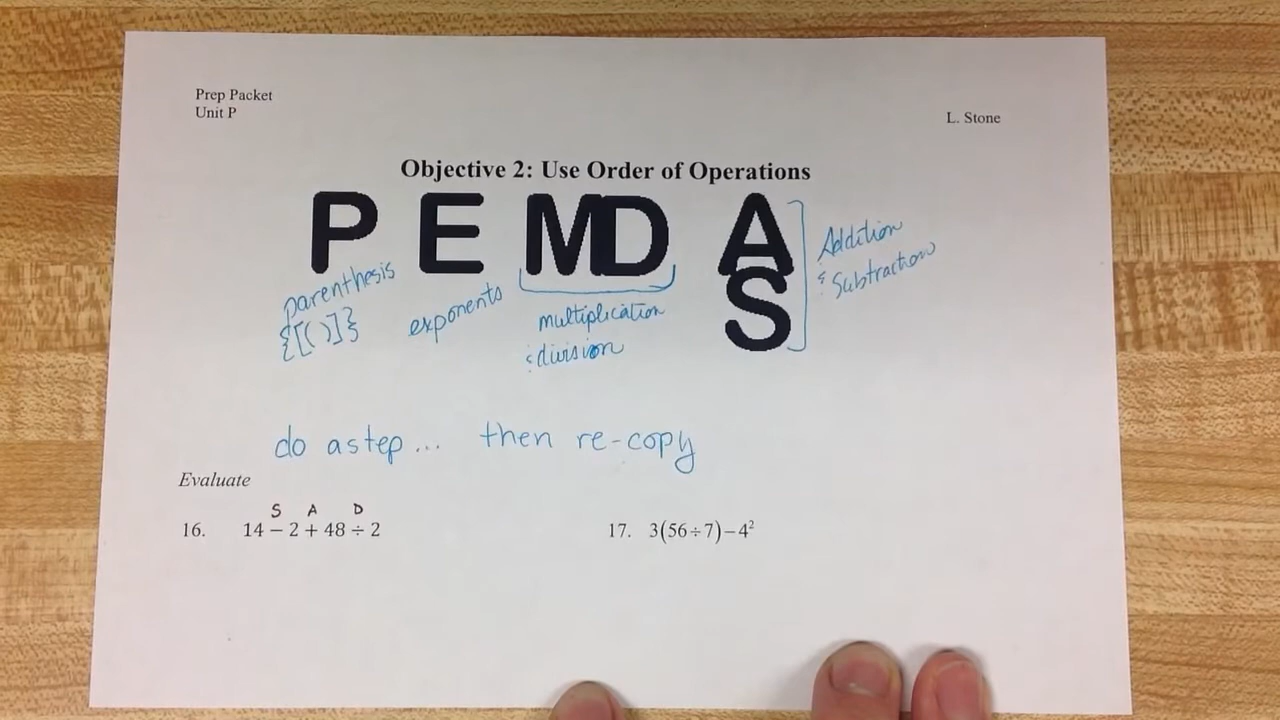 Prep Packet
Unit P
L. Stone
Objective 2: Use Order of Operations
P E MD A
S
parenthesis
{[()]}
exponents
multiplication
& division
Addition
& Subtraction
do a step... then re-copy
Evaluate
S A D
16. 14 − 2 + 48 ÷ 2
17. 3(56÷7)−4²